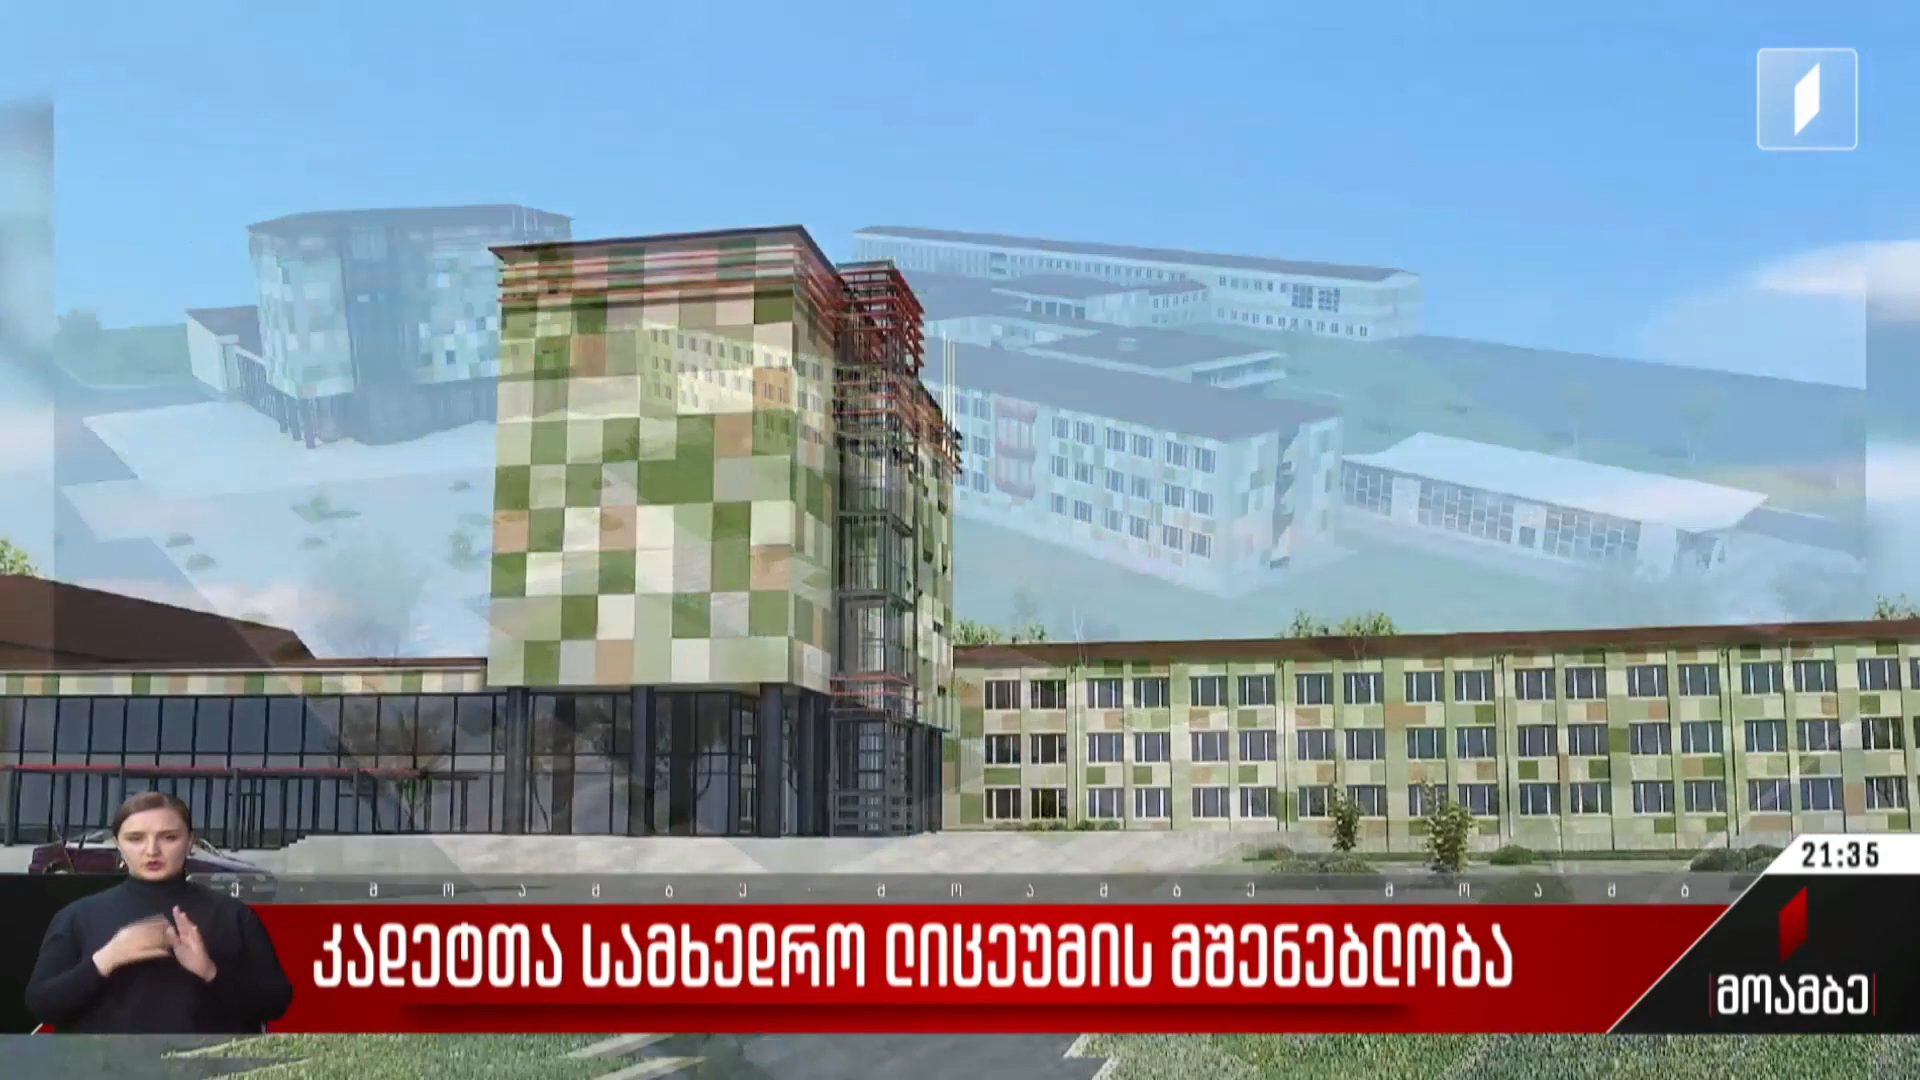 21:35
ე · მ ო ა მ ბ ე · მ ო ა მ ბ ე · მ ო ა მ ბ
კადეტთა სამხედრო ლიცეუმის მშენებლობა
მოამბე